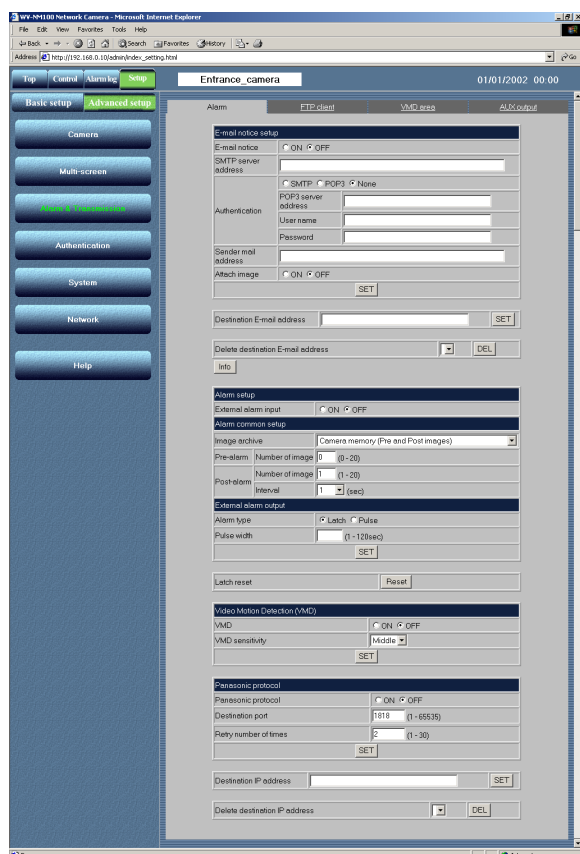 WV-NM100 Network Camera - Microsoft Internet Explorer
File Edit View Favorites Tools Help
Back Search Favorites History
Address http://192.168.0.10/admin/index_setting.html Go
Top Control Alarm log Setup Entrance_camera 01/01/2002 00:00
Basic setup Advanced setup
Alarm FTP client VMD area AUX output
Camera
Multi-screen
Alarm & Transmission
Authentication
System
Network
Help
E-mail notice setup
E-mail notice ON OFF
SMTP server address
Authentication SMTP POP3 None
POP3 server address
User name
Password
Sender mail address
Attach image ON OFF
SET
Destination E-mail address SET
Delete destination E-mail address DEL
Info
Alarm setup
External alarm input ON OFF
Alarm common setup
Image archive Camera memory (Pre and Post images)
Pre-alarm Number of image 0 (0-20)
Post-alarm Number of image 1 (1-20)
Interval 1 (sec)
External alarm output
Alarm type Latch Pulse
Pulse width (1-120sec)
SET
Latch reset Reset
Video Motion Detection (VMD)
VMD ON OFF
VMD sensitivity Middle
SET
Panasonic protocol
Panasonic protocol ON OFF
Destination port 1818 (1-65535)
Retry number of times 2 (1-30)
SET
Destination IP address SET
Delete destination IP address DEL